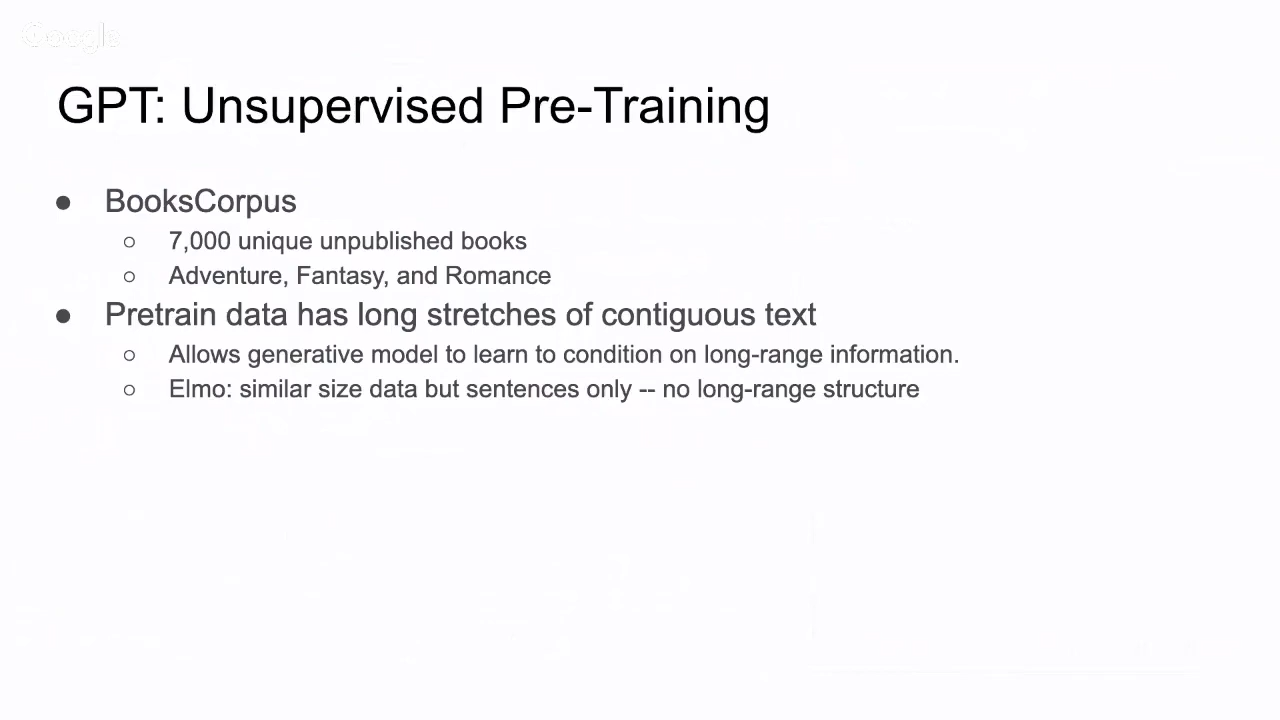 Google
GPT: Unsupervised Pre-Training
● BooksCorpus
○ 7,000 unique unpublished books
○ Adventure, Fantasy, and Romance
● Pretrain data has long stretches of contiguous text
○ Allows generative model to learn to condition on long-range information.
○ Elmo: similar size data but sentences only -- no long-range structure